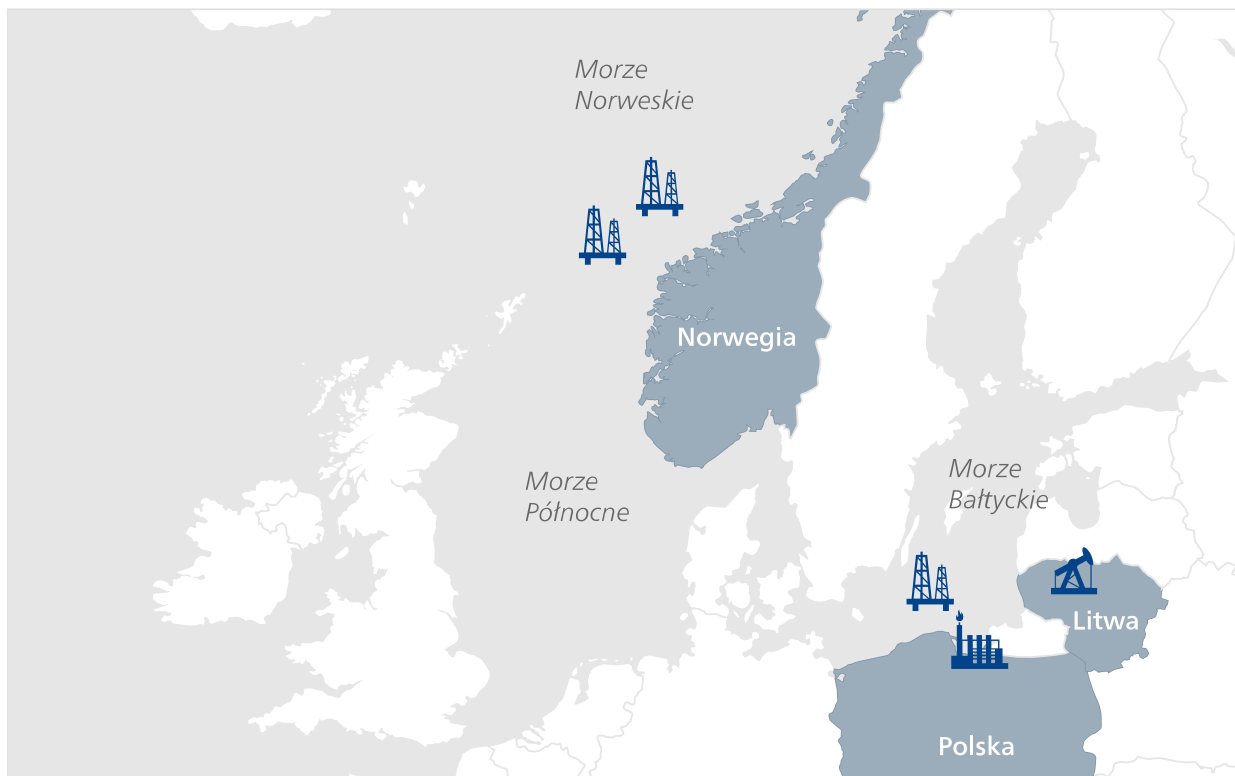 Morze
Norweskie
Norwegia
Morze
Północne
Morze
Bałtyckie
Litwa
Polska